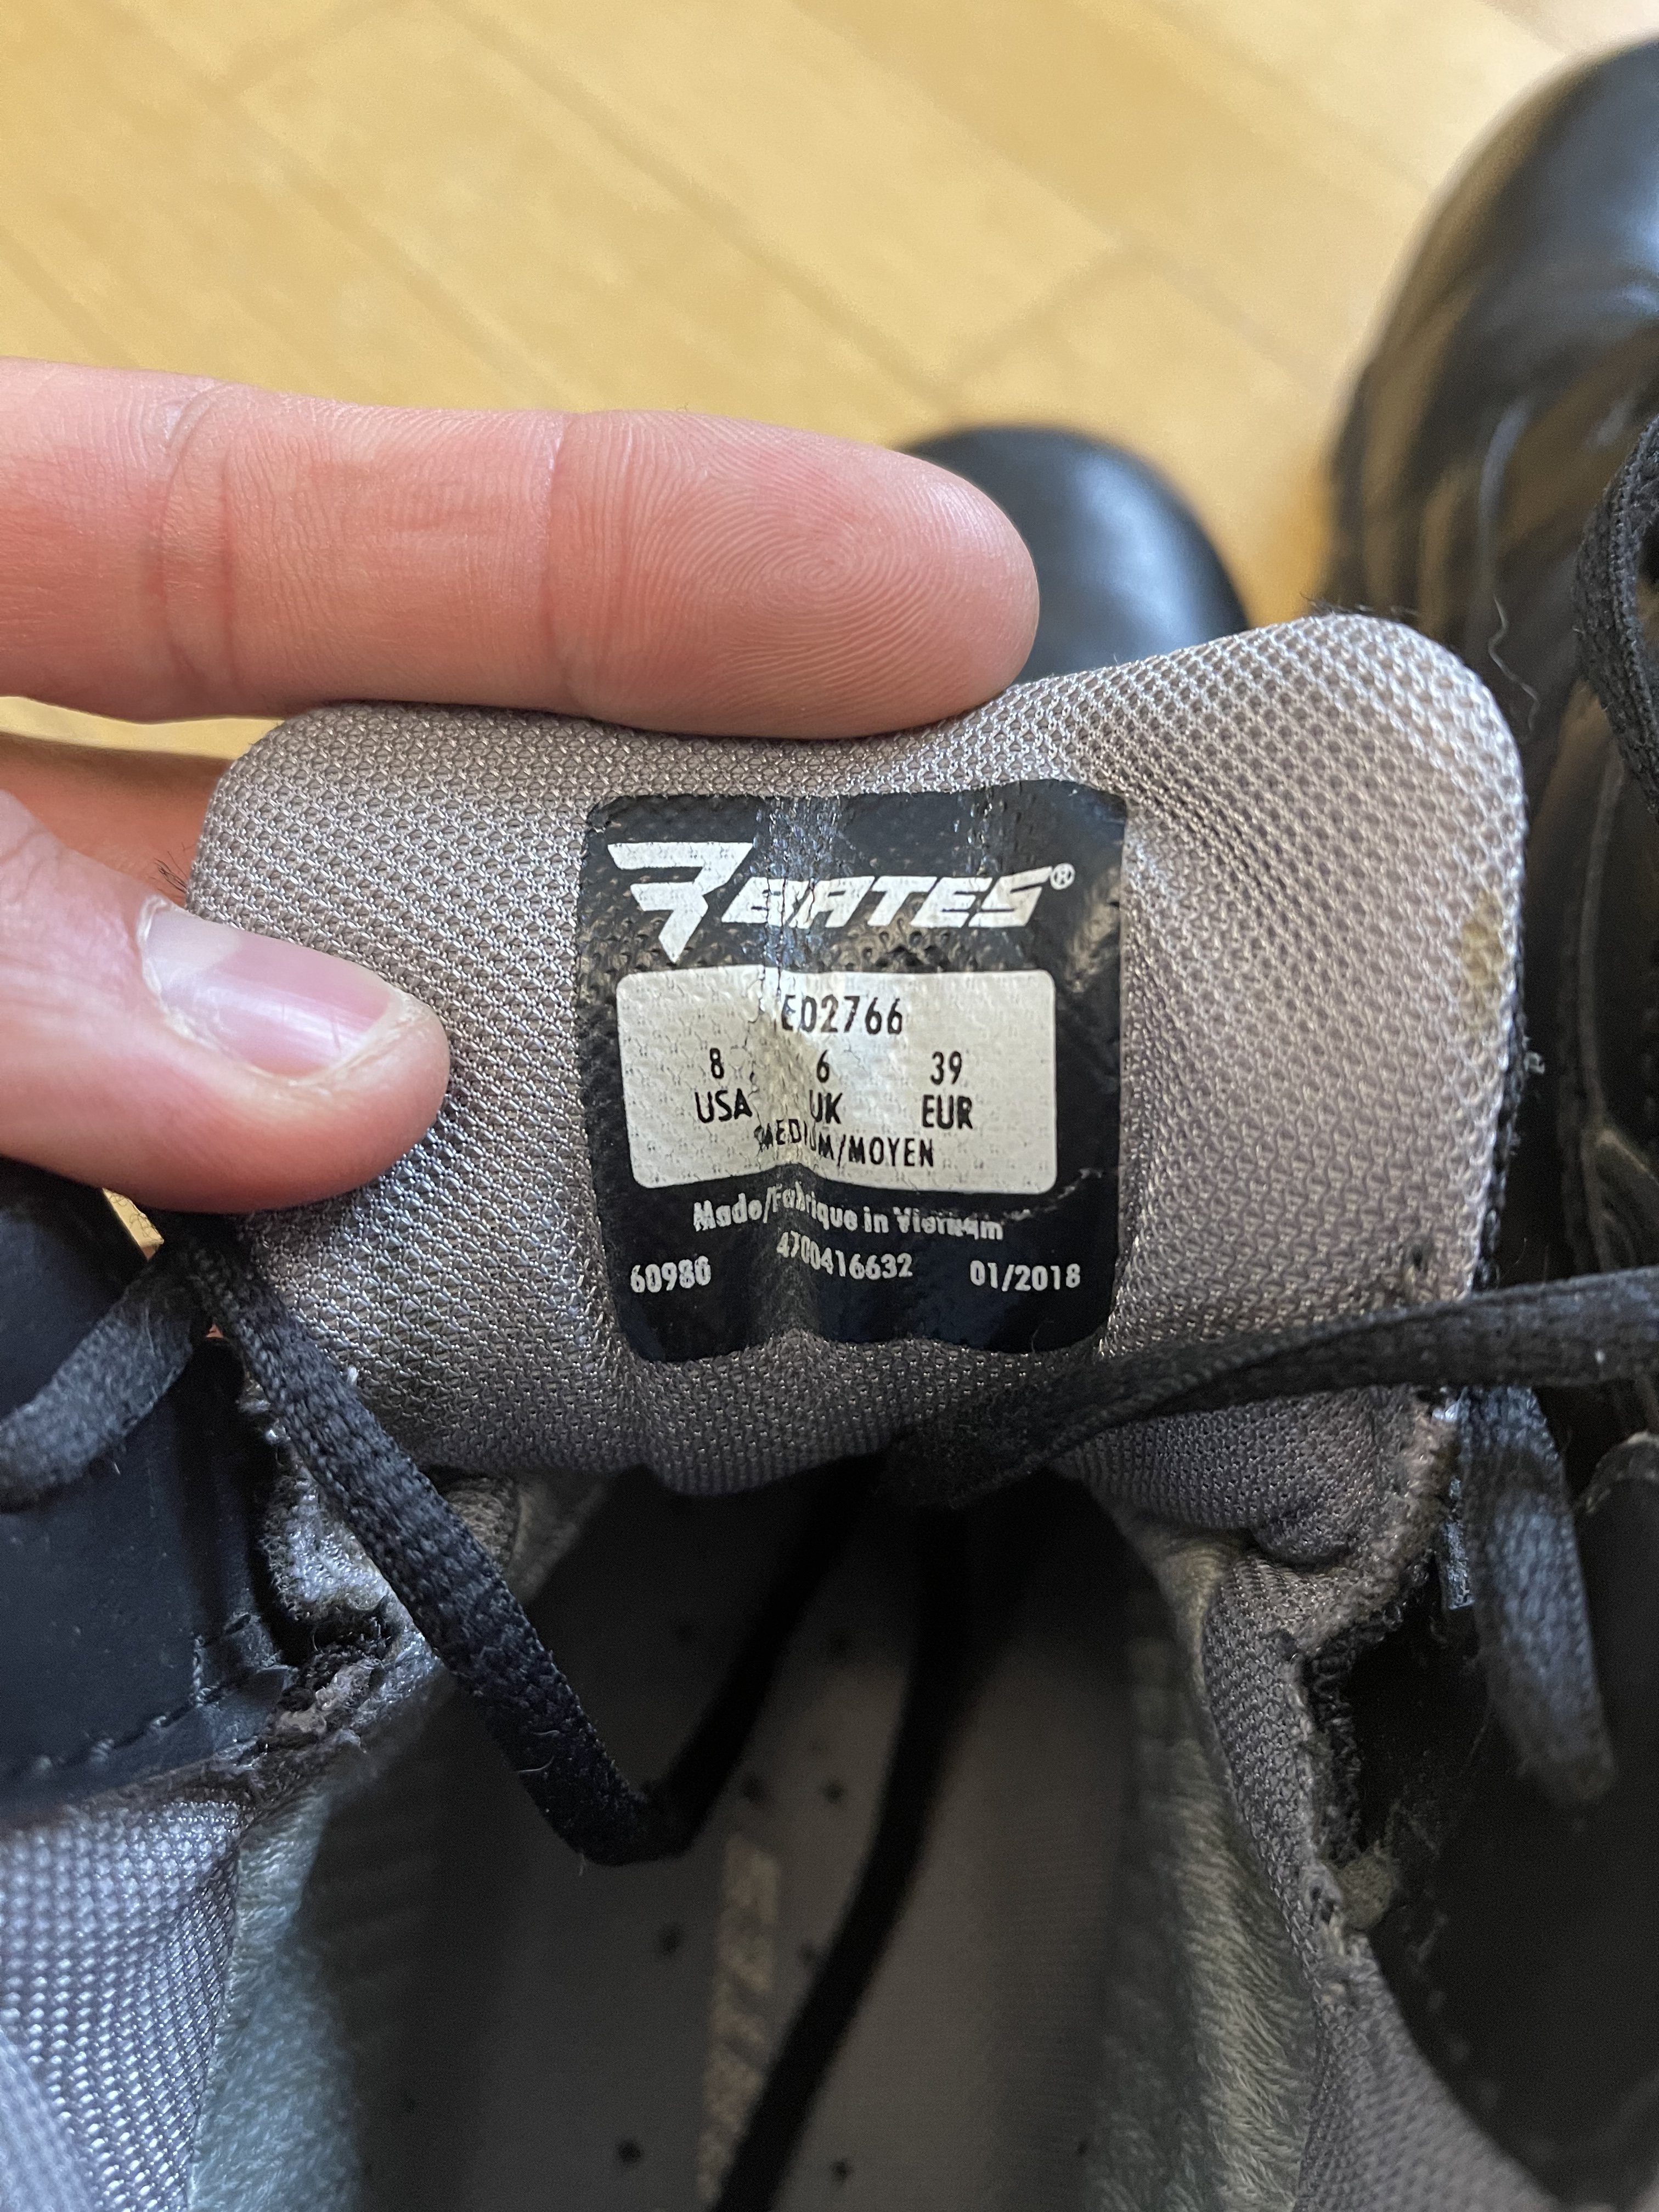 BATES®
E02766
8 6 39
USA UK EUR
MEDIUM/MOYEN
Made/Fabrique in Vietnam
4700416632
60980 01/2018